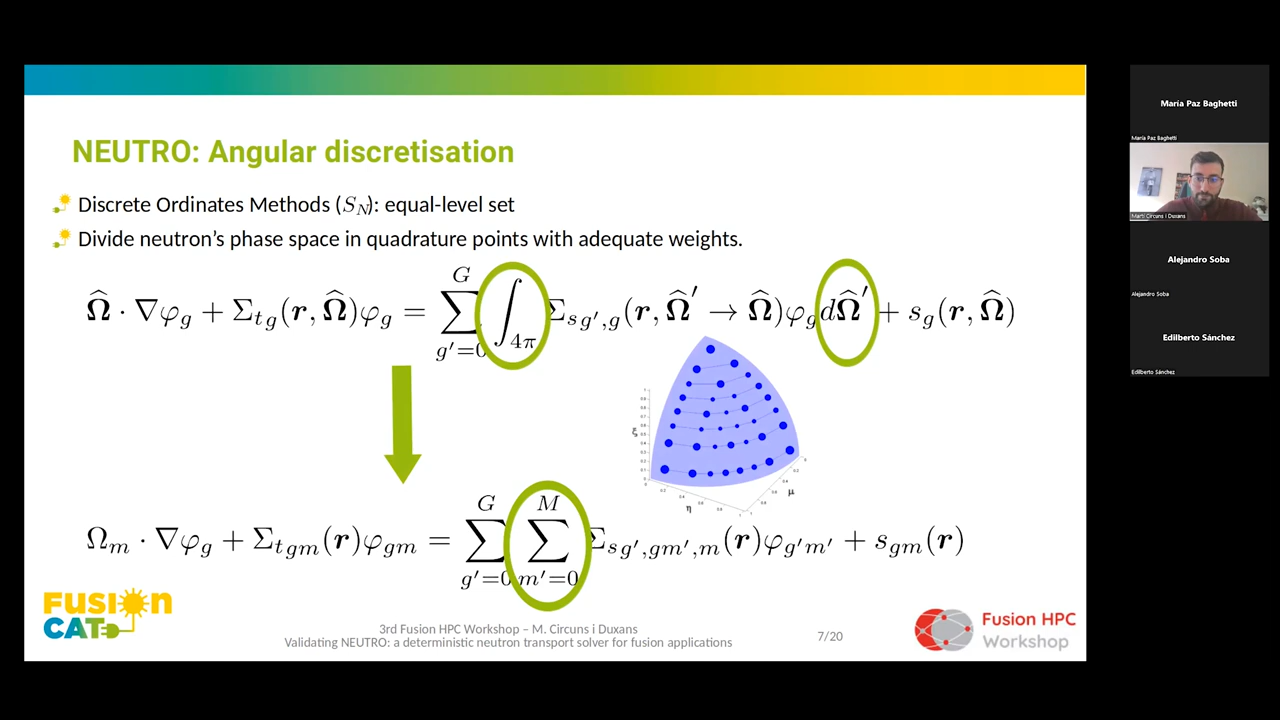 NEUTRO: Angular discretisation
Discrete Ordinates Methods (S_N): equal-level set
Divide neutron's phase space in quadrature points with adequate weights.
Ω̂ · ∇φ_g + Σ_tg(r, Ω̂)φ_g = ∑_{g′=0}^{G} ∫_{4π} Σ_{sg′,g}(r, Ω̂′ → Ω̂)φ_g dΩ̂′ + s_g(r, Ω̂)
ξ
η
μ
Ω_m · ∇φ_g + Σ_tgm(r)φ_gm = ∑_{g′=0}^{G} ∑_{m′=0}^{M} Σ_{sg′,gm′,m}(r)φ_{g′m′} + s_gm(r)
FUSION
CAT
3rd Fusion HPC Workshop – M. Circuns i Duxans
Validating NEUTRO: a deterministic neutron transport solver for fusion applications
7/20
Fusion HPC
Workshop
María Paz Baghetti
María Paz Baghetti
Martí Circuns i Duxans
Alejandro Soba
Alejandro Soba
Edilberto Sánchez
Edilberto Sánchez